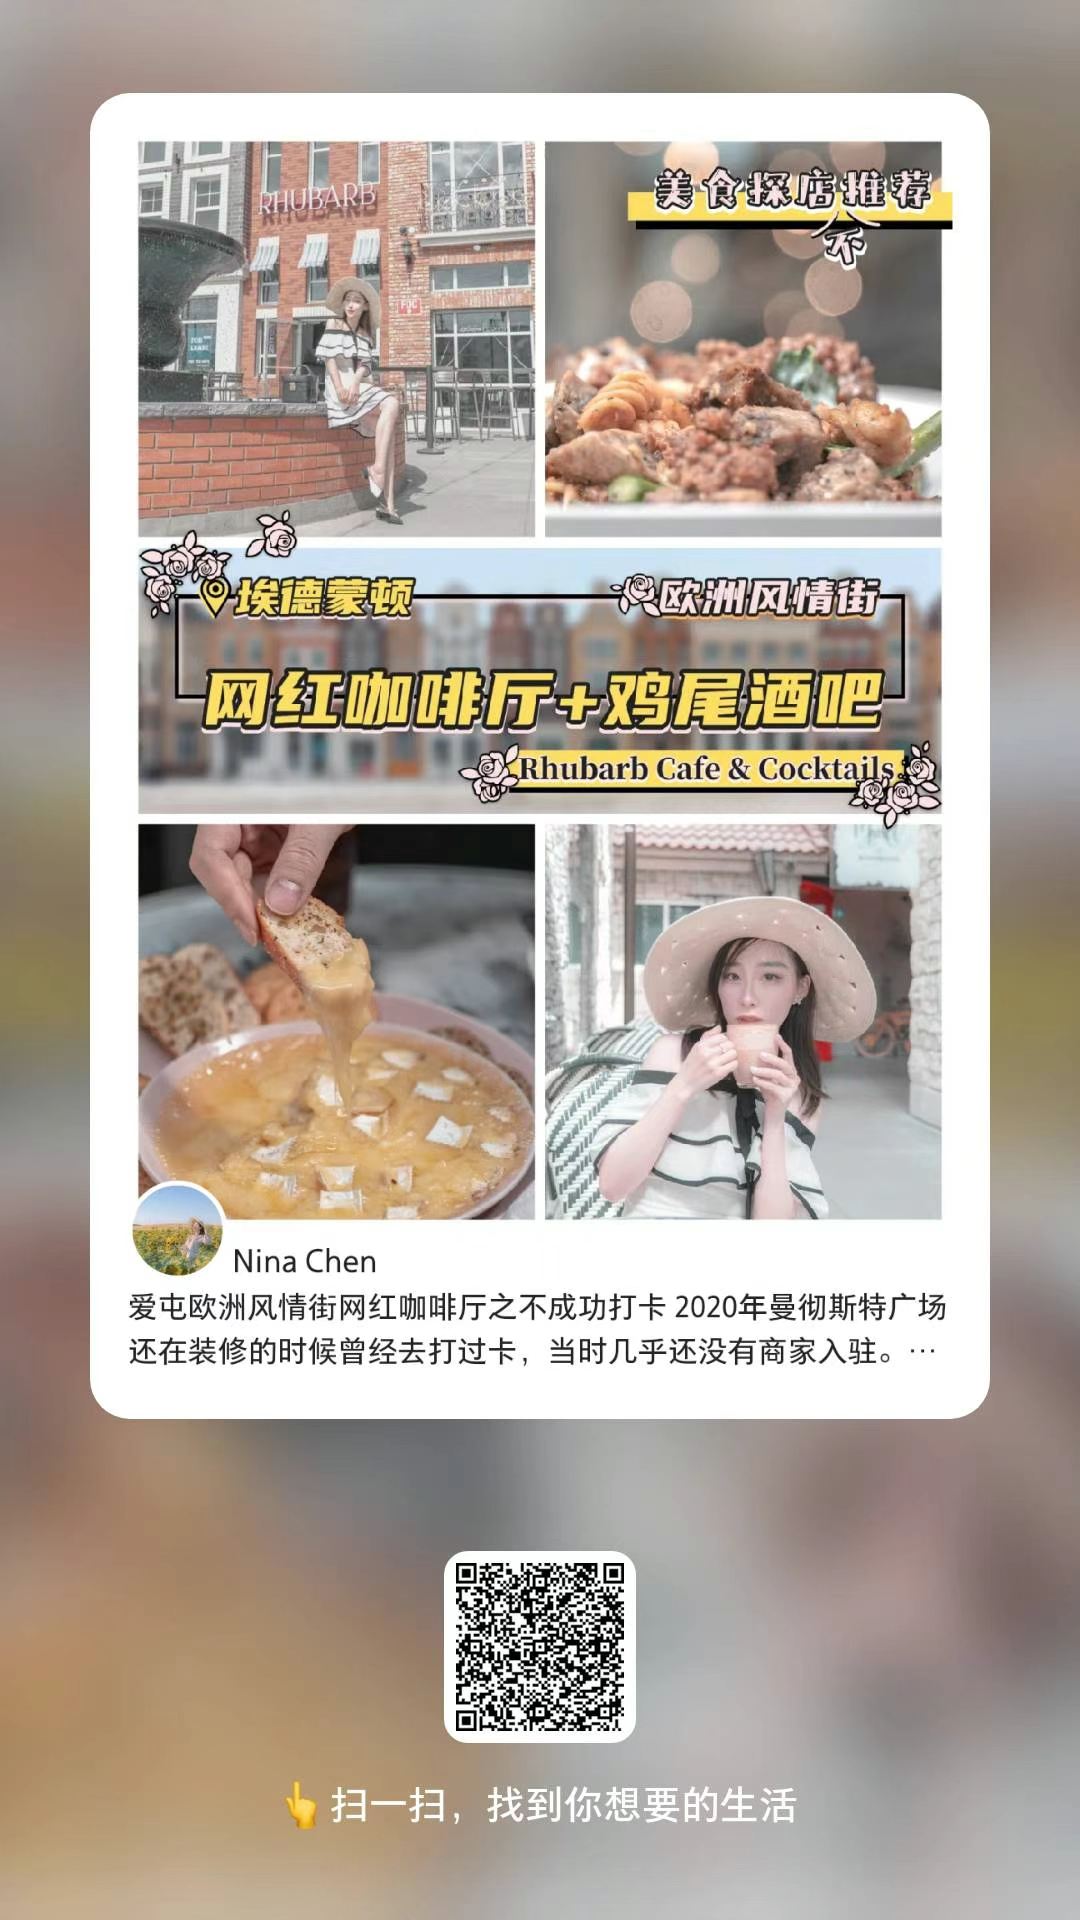 RHUBARB
美食探店推荐
不
FOR
LEASE
埃德蒙顿
欧洲风情街
网红咖啡厅+鸡尾酒吧
Rhubarb Cafe & Cocktails
Nina Chen
爱屯欧洲风情街网红咖啡厅之不成功打卡 2020年曼彻斯特广场
还在装修的时候曾经去打过卡，当时几乎还没有商家入驻。…
👆 扫一扫，找到你想要的生活